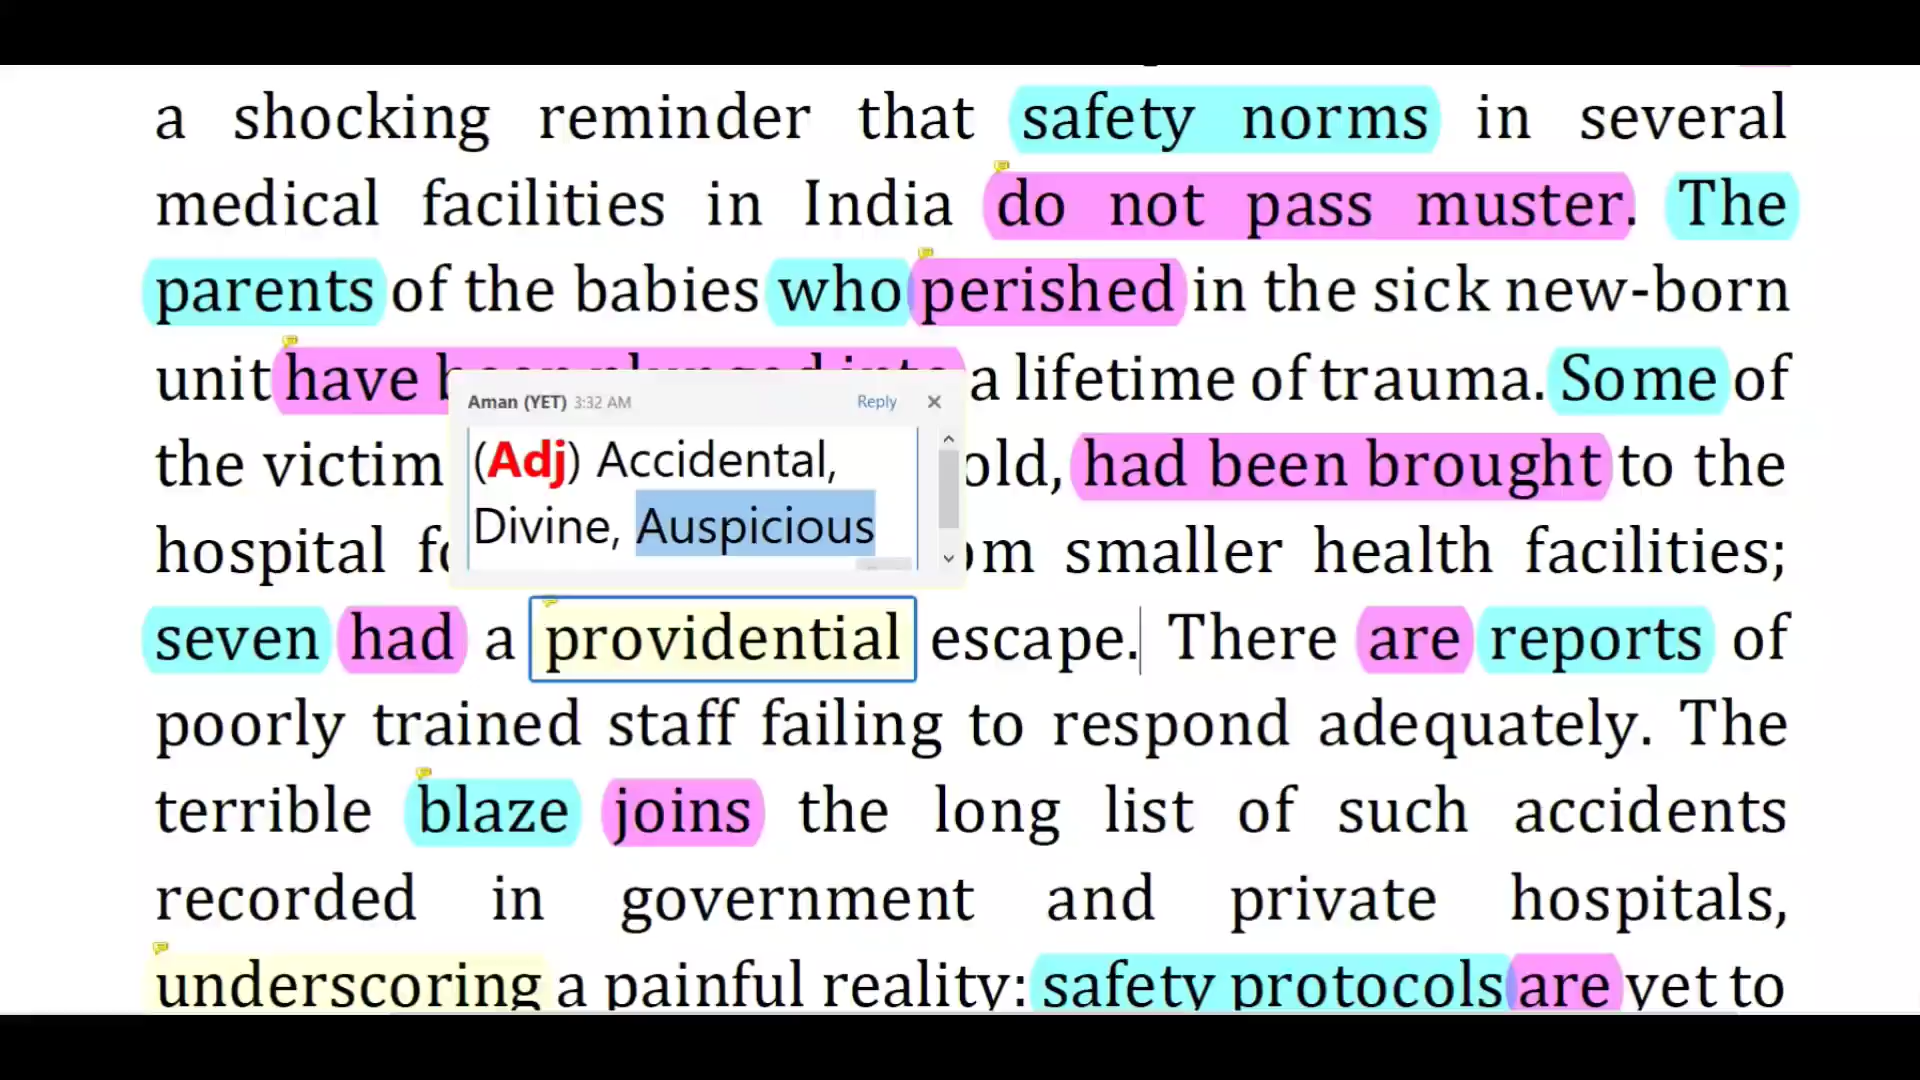 a shocking reminder that safety norms in several
medical facilities in India do not pass muster. The
parents of the babies who perished in the sick new-born
unit have been plunged into a lifetime of trauma. Some of
Aman (YET) 3:32 AM Reply
(Adj) Accidental,
the victim old, had been brought to the
Divine, Auspicious
hospital smaller health facilities;
seven had a providential escape. There are reports of
poorly trained staff failing to respond adequately. The
terrible blaze joins the long list of such accidents
recorded in government and private hospitals,
underscoring a painful reality: safety protocols are yet to